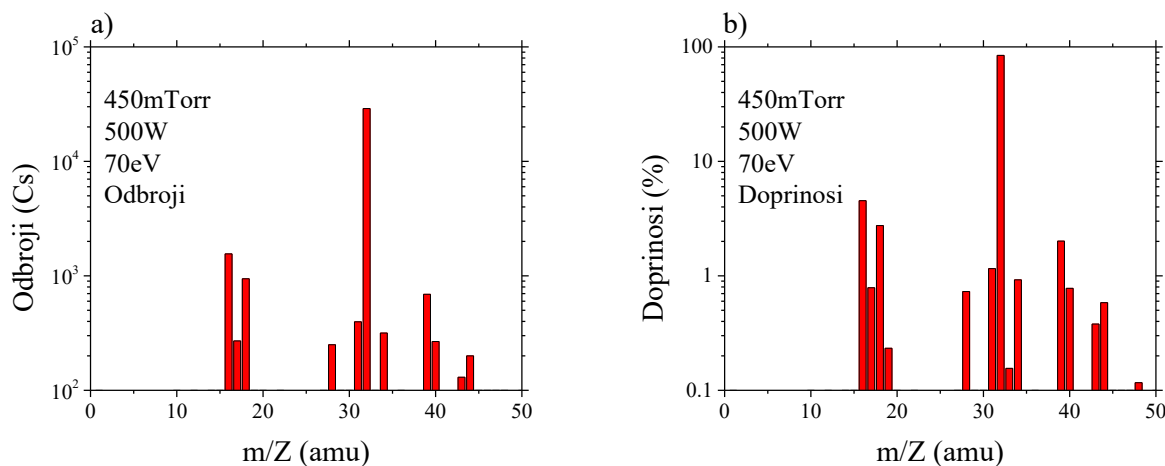 a)
10^5
10^4
10^3
10^2
Odbroji (Cs)
450mTorr
500W
70eV
Odbroji
0 10 20 30 40 50
m/Z (amu)
b)
100
10
1
0.1
Doprinosi (%)
450mTorr
500W
70eV
Doprinosi
0 10 20 30 40 50
m/Z (amu)